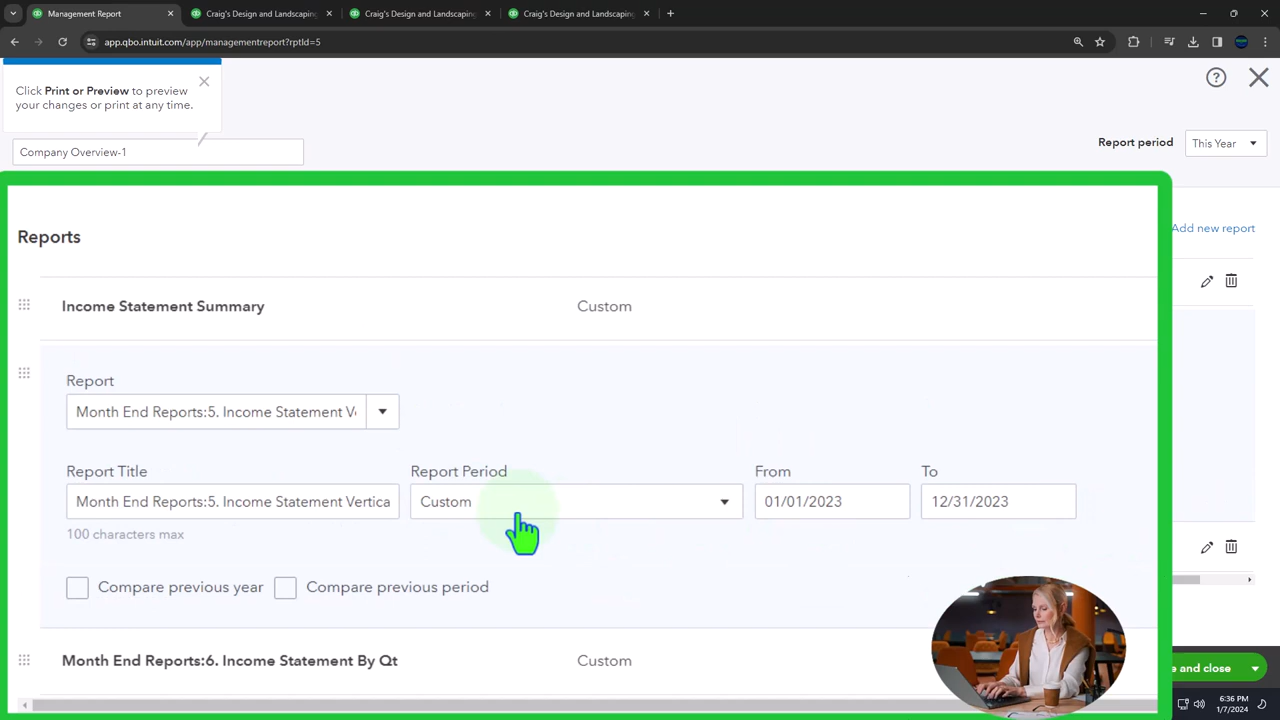 Management Report
Craig's Design and Landscaping
Craig's Design and Landscaping
Craig's Design and Landscaping
app.qbo.intuit.com/app/managementreport?rptId=5
Click Print or Preview to preview
your changes or print at any time.
Company Overview-1
Report period
This Year
Add new report
Reports
Income Statement Summary
Custom
Report
Month End Reports:5. Income Statement Ve
Report Title
Report Period
From
To
Month End Reports:5. Income Statement Vertica
Custom
01/01/2023
12/31/2023
100 characters max
Compare previous year
Compare previous period
Month End Reports:6. Income Statement By Qt
Custom
e and close
6:36 PM
1/7/2024